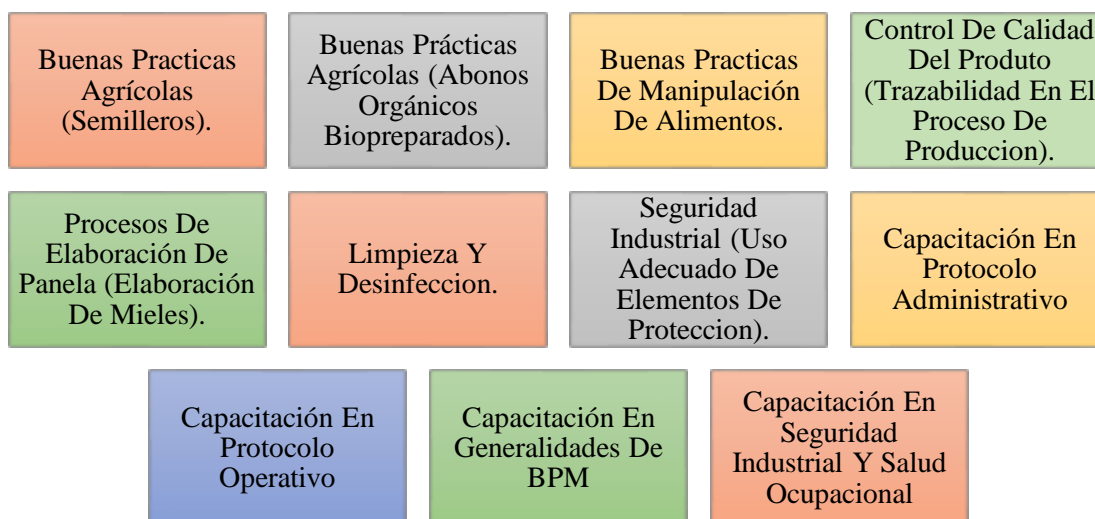 Buenas Practicas
Agrícolas
(Semilleros).
Buenas Prácticas
Agrícolas (Abonos
Orgánicos
Biopreparados).
Buenas Practicas
De Manipulación
De Alimentos.
Control De Calidad
Del Produto
(Trazabilidad En El
Proceso De
Produccion).
Procesos De
Elaboración De
Panela (Elaboración
De Mieles).
Limpieza Y
Desinfeccion.
Seguridad
Industrial (Uso
Adecuado De
Elementos De
Proteccion).
Capacitación En
Protocolo
Administrativo
Capacitación En
Protocolo
Operativo
Capacitación En
Generalidades De
BPM
Capacitación En
Seguridad
Industrial Y Salud
Ocupacional